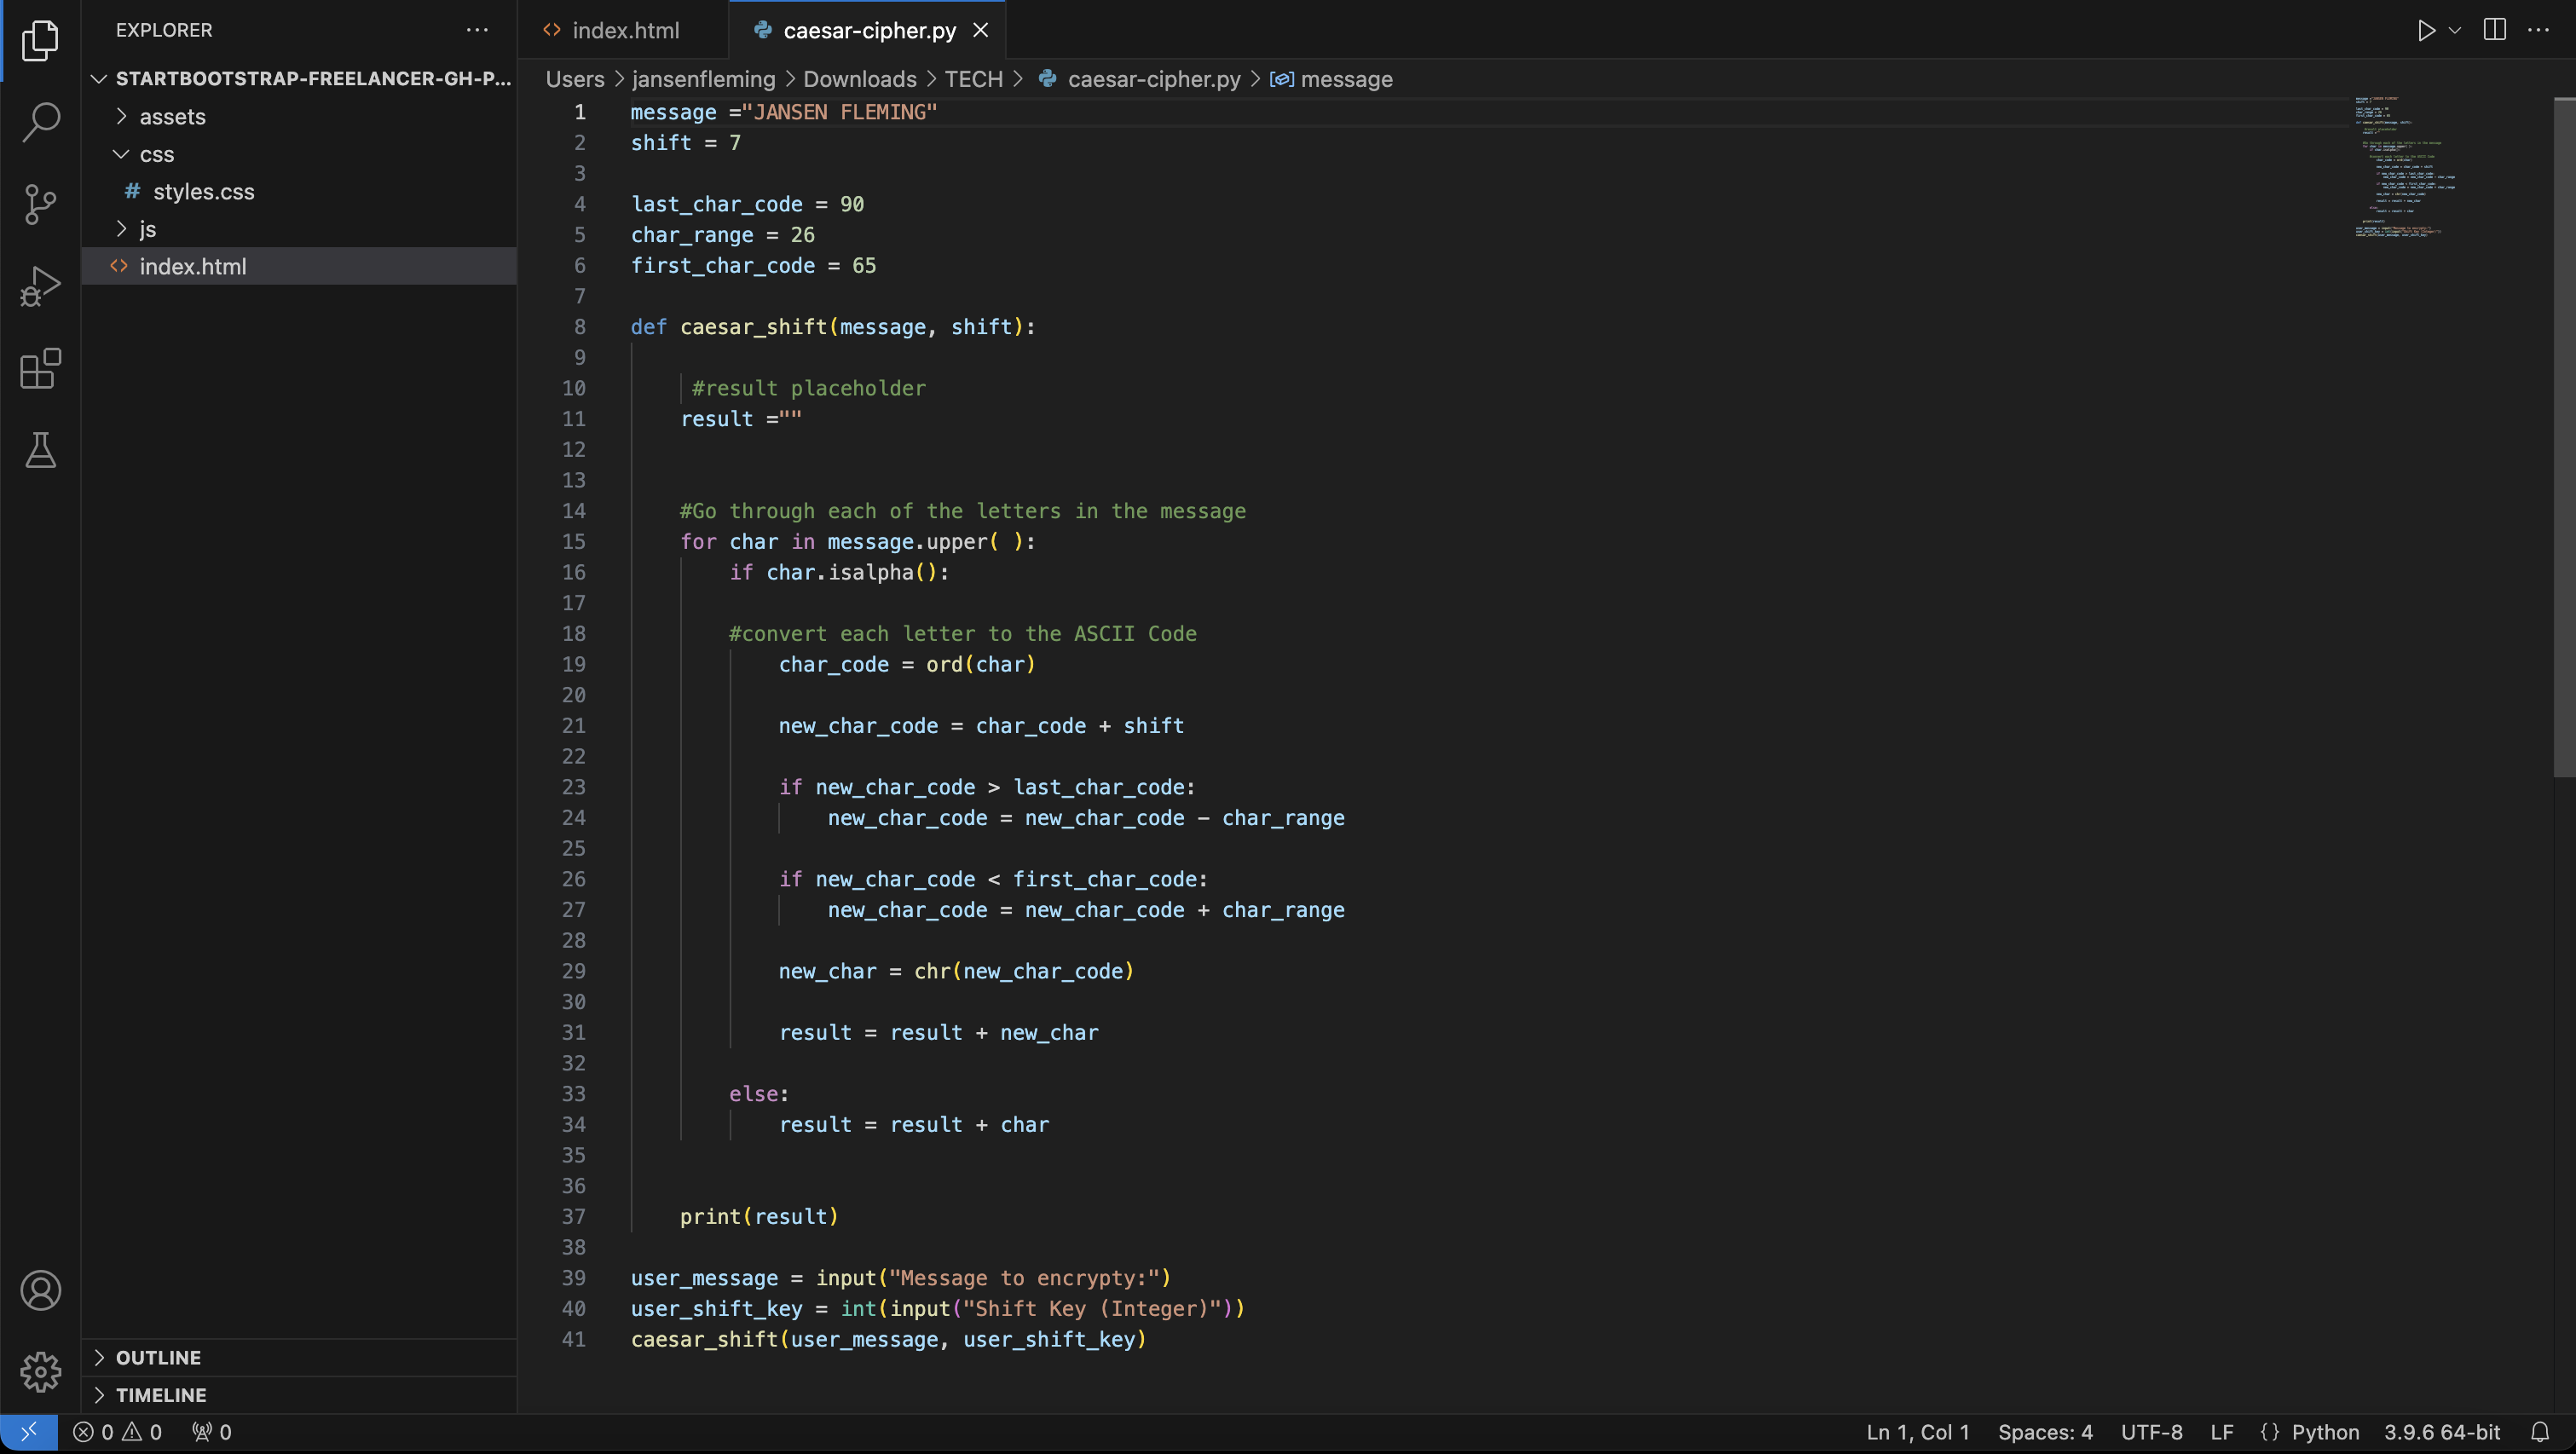 EXPLORER
STARTBOOTSTRAP-FREELANCER-GH-P...
assets
css
# styles.css
js
<> index.html
OUTLINE
TIMELINE
<> index.html
caesar-cipher.py
Users > jansenfleming > Downloads > TECH > caesar-cipher.py > message
1 message ="JANSEN FLEMING"
2 shift = 7
3
4 last_char_code = 90
5 char_range = 26
6 first_char_code = 65
7
8 def caesar_shift(message, shift):
9
10 #result placeholder
11 result =""
12
13
14 #Go through each of the letters in the message
15 for char in message.upper( ):
16 if char.isalpha():
17
18 #convert each letter to the ASCII Code
19 char_code = ord(char)
20
21 new_char_code = char_code + shift
22
23 if new_char_code > last_char_code:
24 new_char_code = new_char_code - char_range
25
26 if new_char_code < first_char_code:
27 new_char_code = new_char_code + char_range
28
29 new_char = chr(new_char_code)
30
31 result = result + new_char
32
33 else:
34 result = result + char
35
36
37 print(result)
38
39 user_message = input("Message to encrypty:")
40 user_shift_key = int(input("Shift Key (Integer)"))
41 caesar_shift(user_message, user_shift_key)
0 0 0
Ln 1, Col 1 Spaces: 4 UTF-8 LF {} Python 3.9.6 64-bit